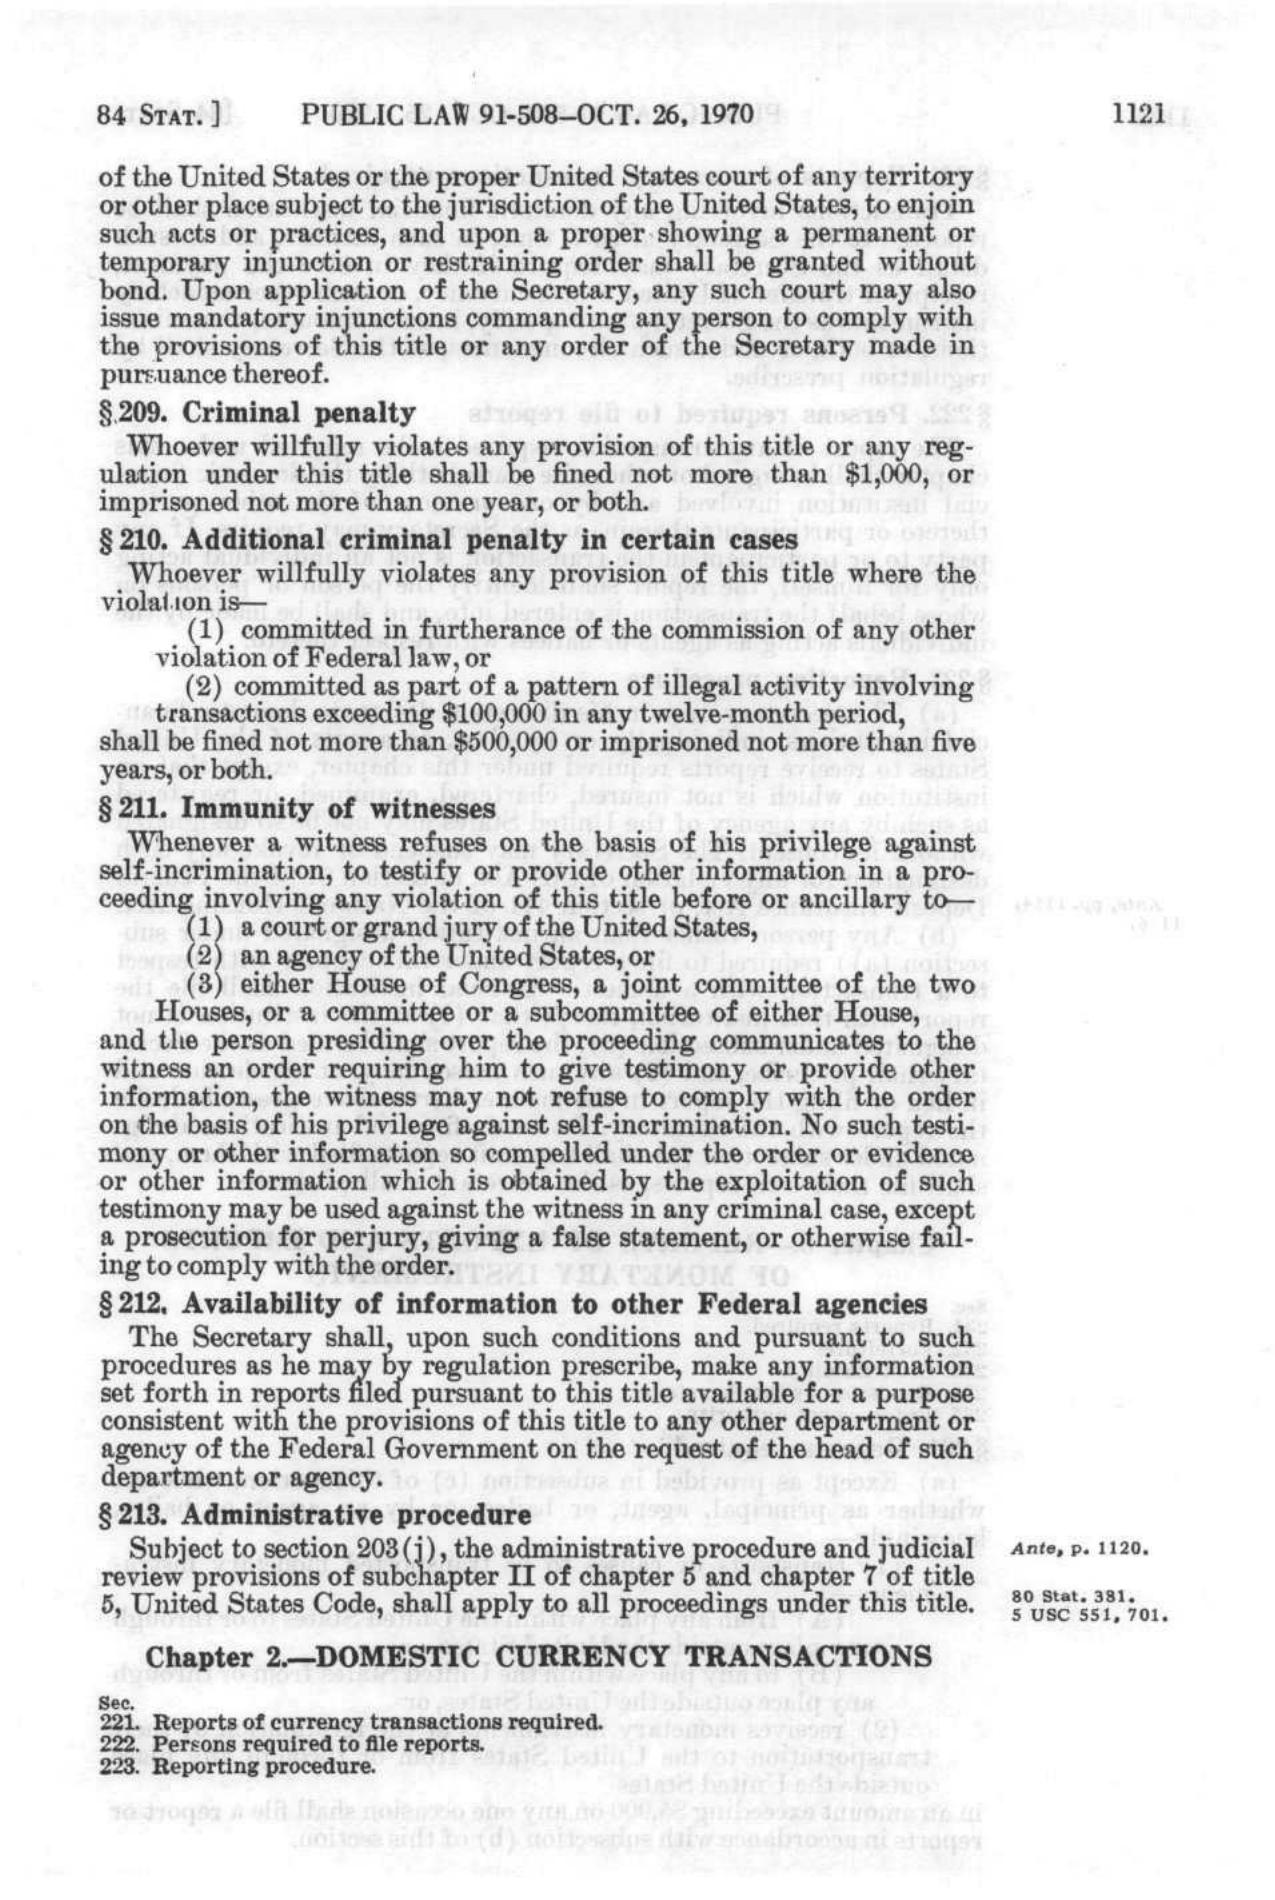 84 STAT. ] PUBLIC LAW 91-508—OCT. 26, 1970 1121
of the United States or the proper United States court of any territory
or other place subject to the jurisdiction of the United States, to enjoin
such acts or practices, and upon a proper showing a permanent or
temporary injunction or restraining order shall be granted without
bond. Upon application of the Secretary, any such court may also
issue mandatory injunctions commanding any person to comply with
the provisions of this title or any order of the Secretary made in
pursuance thereof.
§ 209. Criminal penalty
Whoever willfully violates any provision of this title or any reg-
ulation under this title shall be fined not more than $1,000, or
imprisoned not more than one year, or both.
§ 210. Additional criminal penalty in certain cases
Whoever willfully violates any provision of this title where the
violation is—
(1) committed in furtherance of the commission of any other
violation of Federal law, or
(2) committed as part of a pattern of illegal activity involving
transactions exceeding $100,000 in any twelve-month period,
shall be fined not more than $500,000 or imprisoned not more than five
years, or both.
§ 211. Immunity of witnesses
Whenever a witness refuses on the basis of his privilege against
self-incrimination, to testify or provide other information in a pro-
ceeding involving any violation of this title before or ancillary to—
(1) a court or grand jury of the United States,
(2) an agency of the United States, or
(3) either House of Congress, a joint committee of the two
Houses, or a committee or a subcommittee of either House,
and the person presiding over the proceeding communicates to the
witness an order requiring him to give testimony or provide other
information, the witness may not refuse to comply with the order
on the basis of his privilege against self-incrimination. No such testi-
mony or other information so compelled under the order or evidence
or other information which is obtained by the exploitation of such
testimony may be used against the witness in any criminal case, except
a prosecution for perjury, giving a false statement, or otherwise fail-
ing to comply with the order.
§ 212. Availability of information to other Federal agencies
The Secretary shall, upon such conditions and pursuant to such
procedures as he may by regulation prescribe, make any information
set forth in reports filed pursuant to this title available for a purpose
consistent with the provisions of this title to any other department or
agency of the Federal Government on the request of the head of such
department or agency.
§ 213. Administrative procedure
Subject to section 203(j), the administrative procedure and judicial
review provisions of subchapter II of chapter 5 and chapter 7 of title
5, United States Code, shall apply to all proceedings under this title.
Ante, p. 1120.
80 Stat. 381.
5 USC 551, 701.
Chapter 2.—DOMESTIC CURRENCY TRANSACTIONS
Sec.
221. Reports of currency transactions required.
222. Persons required to file reports.
223. Reporting procedure.